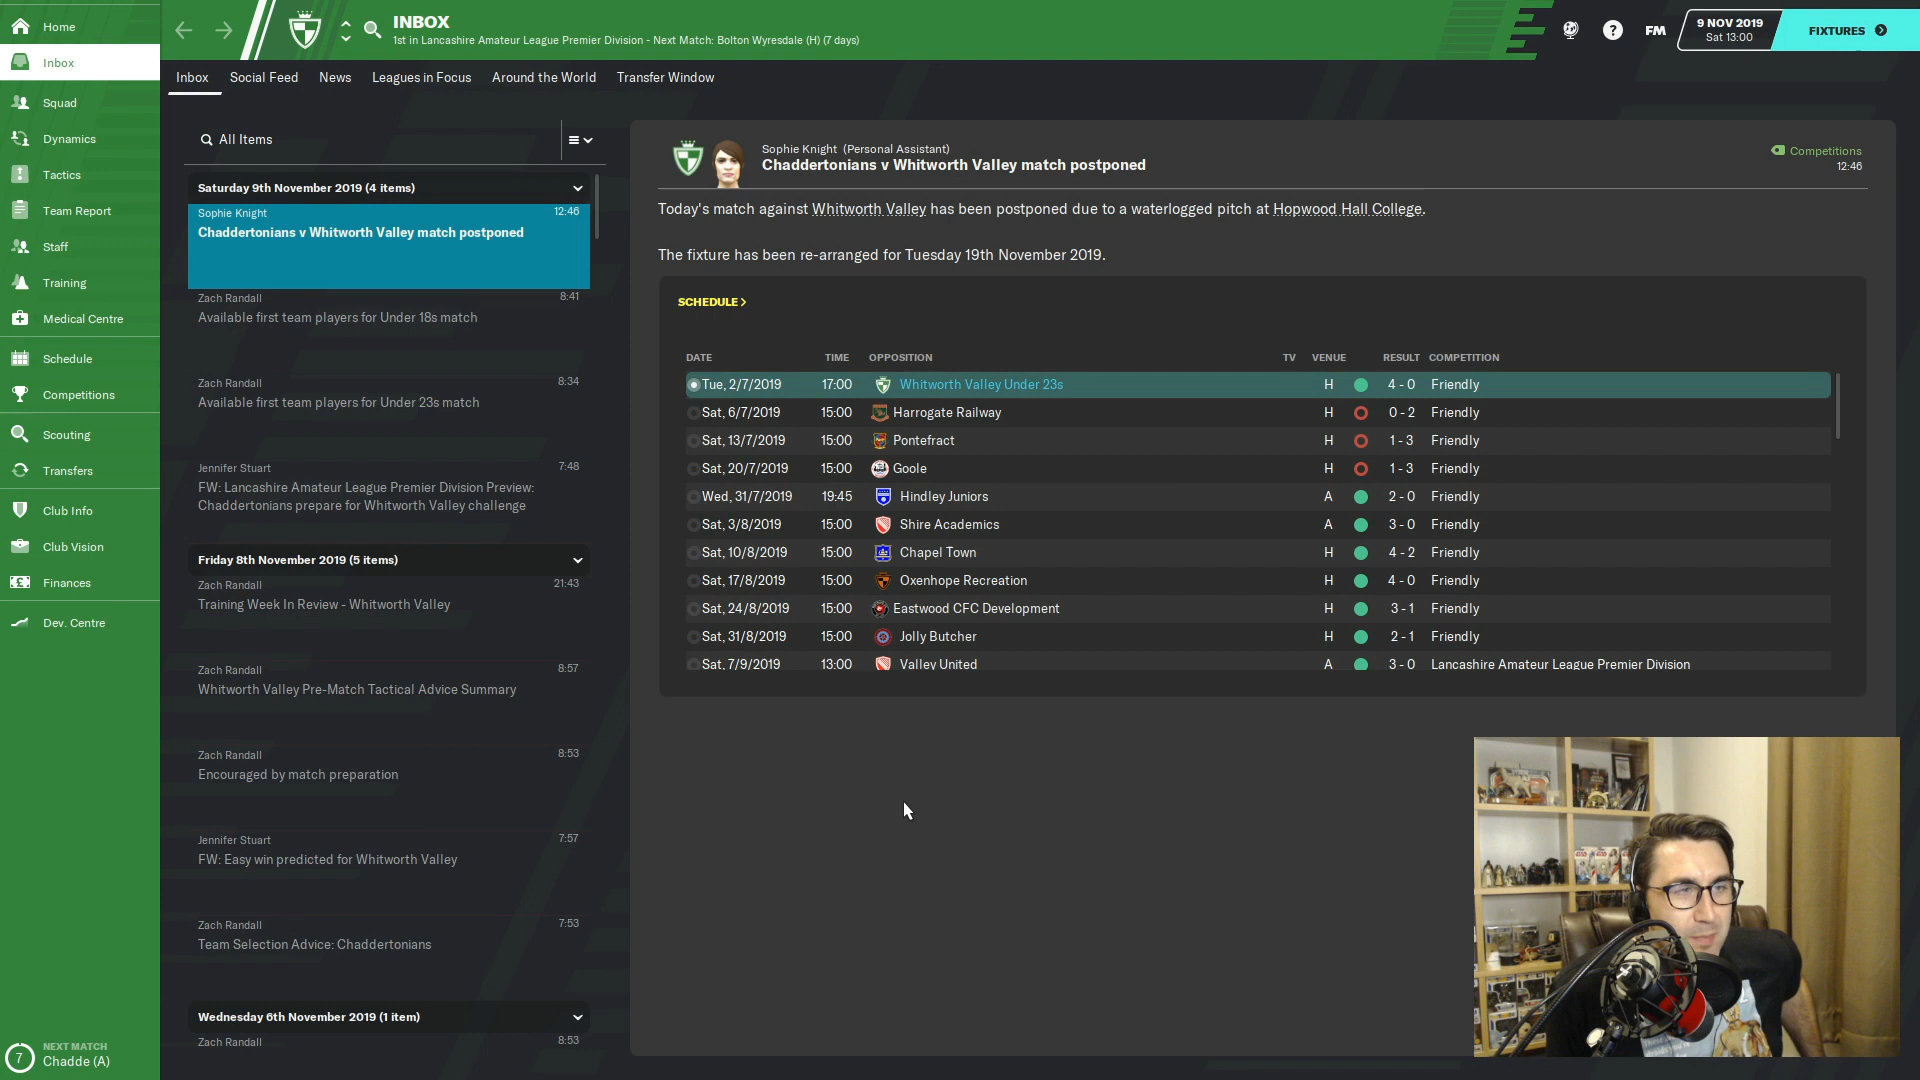 Home
Inbox
Squad
Dynamics
Tactics
Team Report
Staff
Training
Medical Centre
Schedule
Competitions
Scouting
Transfers
Club Info
Club Vision
Finances
Dev. Centre
7
NEXT MATCH
Chadde (A)
INBOX
1st in Lancashire Amateur League Premier Division - Next Match: Bolton Wyresdale (H) (7 days)
?
FM
9 NOV 2019
Sat 13:00
FIXTURES
Inbox Social Feed News Leagues in Focus Around the World Transfer Window
All Items
Saturday 9th November 2019 (4 items)
Sophie Knight 12:46
Chaddertonians v Whitworth Valley match postponed
Zach Randall 8:41
Available first team players for Under 18s match
Zach Randall 8:34
Available first team players for Under 23s match
Jennifer Stuart 7:48
FW: Lancashire Amateur League Premier Division Preview:
Chaddertonians prepare for Whitworth Valley challenge
Friday 8th November 2019 (5 items)
Zach Randall 21:43
Training Week In Review - Whitworth Valley
Zach Randall 8:57
Whitworth Valley Pre-Match Tactical Advice Summary
Zach Randall 8:53
Encouraged by match preparation
Jennifer Stuart 7:57
FW: Easy win predicted for Whitworth Valley
Zach Randall 7:53
Team Selection Advice: Chaddertonians
Wednesday 6th November 2019 (1 item)
Zach Randall 8:53
Sophie Knight (Personal Assistant)
Chaddertonians v Whitworth Valley match postponed
Competitions
12:46
Today's match against Whitworth Valley has been postponed due to a waterlogged pitch at Hopwood Hall College.
The fixture has been re-arranged for Tuesday 19th November 2019.
SCHEDULE >
DATE TIME OPPOSITION TV VENUE RESULT COMPETITION
Tue, 2/7/2019 17:00 Whitworth Valley Under 23s H 4 - 0 Friendly
Sat, 6/7/2019 15:00 Harrogate Railway H 0 - 2 Friendly
Sat, 13/7/2019 15:00 Pontefract H 1 - 3 Friendly
Sat, 20/7/2019 15:00 Goole H 1 - 3 Friendly
Wed, 31/7/2019 19:45 Hindley Juniors A 2 - 0 Friendly
Sat, 3/8/2019 15:00 Shire Academics A 3 - 0 Friendly
Sat, 10/8/2019 15:00 Chapel Town H 4 - 2 Friendly
Sat, 17/8/2019 15:00 Oxenhope Recreation H 4 - 0 Friendly
Sat, 24/8/2019 15:00 Eastwood CFC Development H 3 - 1 Friendly
Sat, 31/8/2019 15:00 Jolly Butcher H 2 - 1 Friendly
Sat, 7/9/2019 13:00 Valley United A 3 - 0 Lancashire Amateur League Premier Division